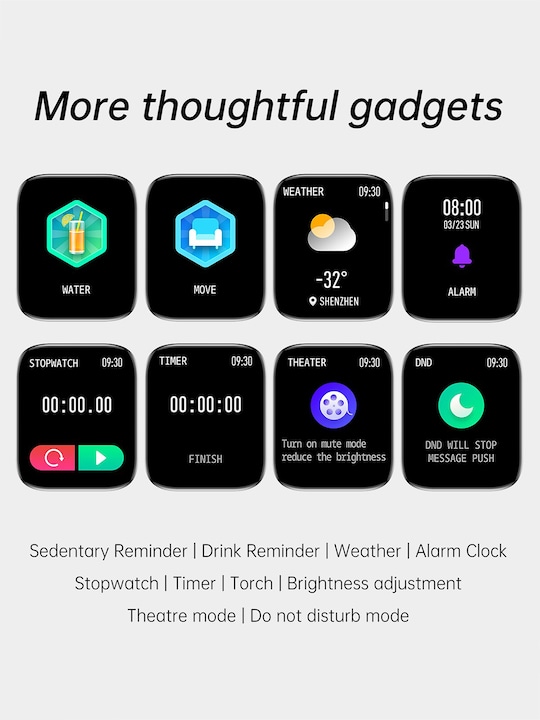 More thoughtful gadgets
WATER
MOVE
WEATHER 09:30
-32°
SHENZHEN
08:00
03/23 SUN
ALARM
STOPWATCH 09:30
00:00.00
TIMER 09:30
00:00:00
FINISH
THEATER 09:30
Turn on mute mode
reduce the brightness
DND 09:30
DND WILL STOP
MESSAGE PUSH
Sedentary Reminder | Drink Reminder | Weather | Alarm Clock
Stopwatch | Timer | Torch | Brightness adjustment
Theatre mode | Do not disturb mode